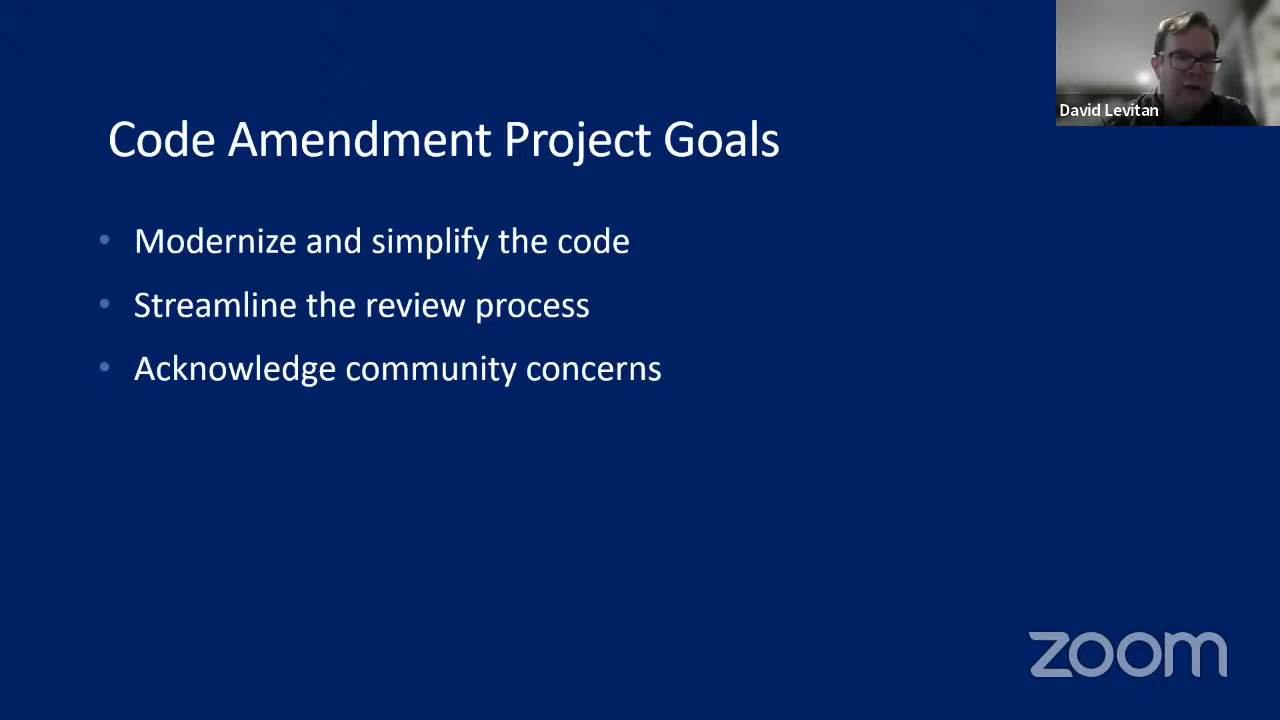 David Levitan
Code Amendment Project Goals
• Modernize and simplify the code
• Streamline the review process
• Acknowledge community concerns
zoom